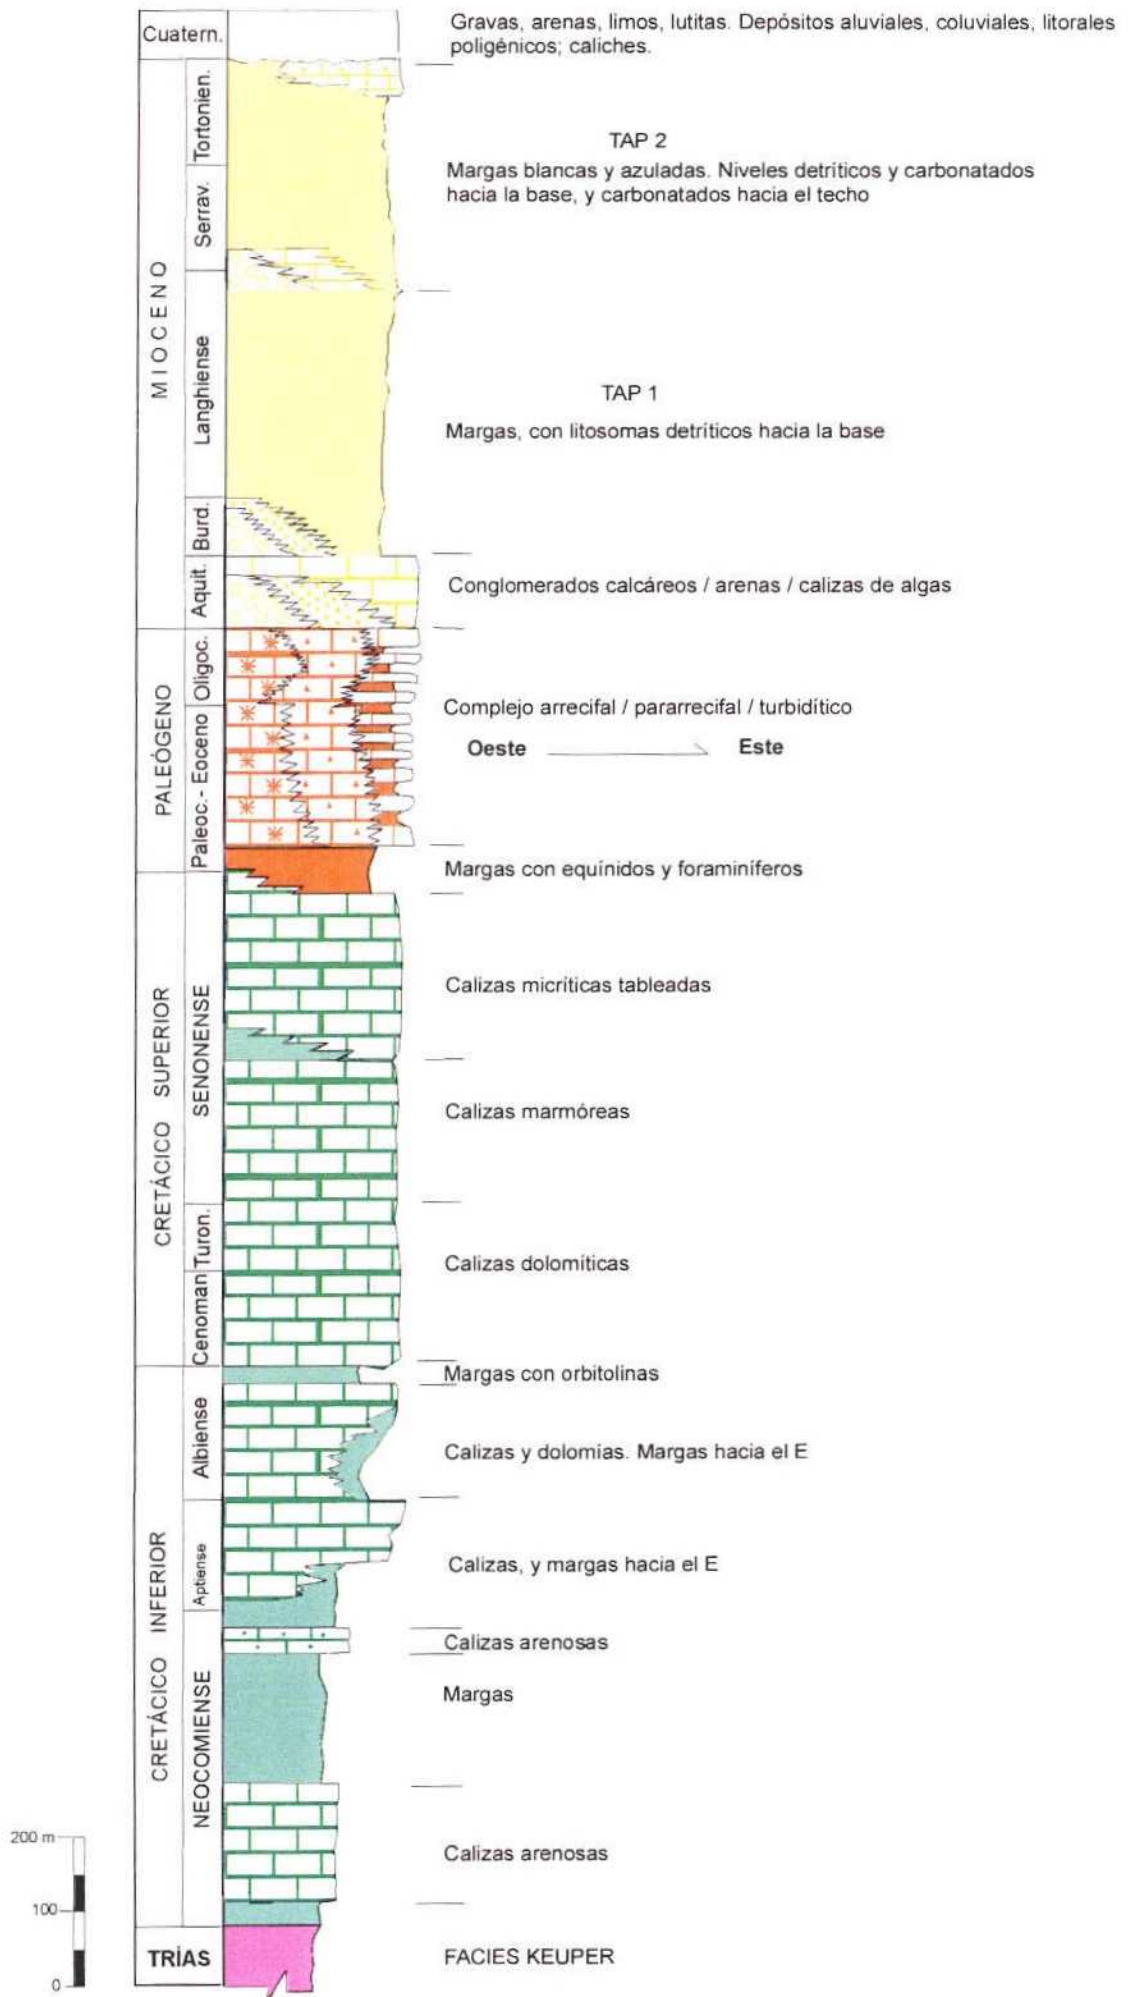 Cuatern.
Gravas, arenas, limos, lutitas. Depósitos aluviales, coluviales, litorales
poligénicos; caliches.
MIOCENO
Tortonien.
Serrav.
TAP 2
Margas blancas y azuladas. Niveles detríticos y carbonatados
hacia la base, y carbonatados hacia el techo
Langhiense
TAP 1
Margas, con litosomas detríticos hacia la base
Burd.
Aquit.
Conglomerados calcáreos / arenas / calizas de algas
PALEÓGENO
Oligoc.
Paleoc.- Eoceno
Complejo arrecifal / pararrecifal / turbidítico
Oeste Este
Margas con equínidos y foraminíferos
CRETÁCICO SUPERIOR
SENONENSE
Calizas micríticas tableadas
Calizas marmóreas
Turon.
Cenoman
Calizas dolomíticas
Margas con orbitolinas
CRETÁCICO INFERIOR
Albiense
Calizas y dolomias. Margas hacia el E
Aptiense
Calizas, y margas hacia el E
NEOCOMIENSE
Calizas arenosas
Margas
Calizas arenosas
200 m
100
0
TRÍAS
FACIES KEUPER